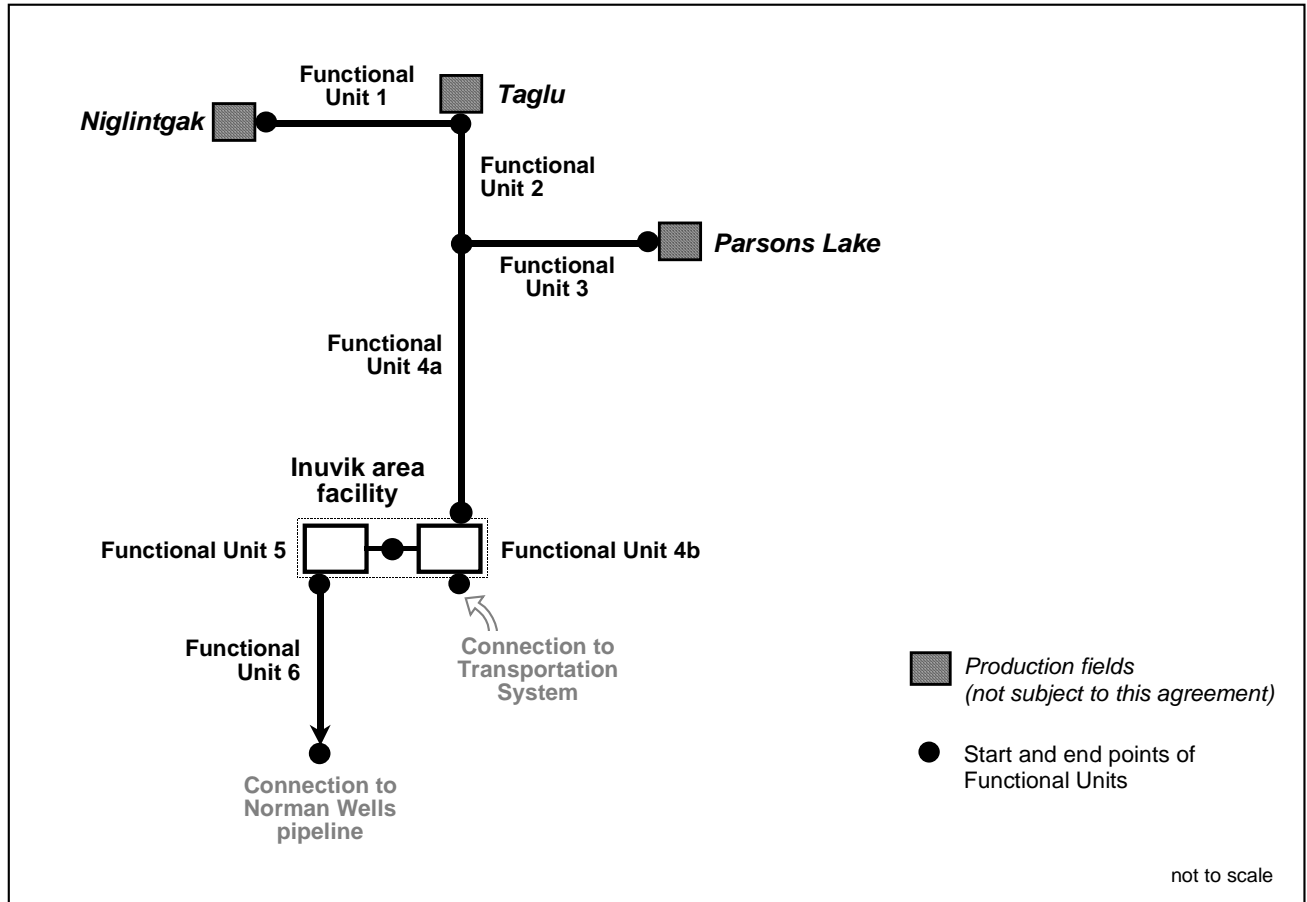 Functional
Unit 1
Taglu
Niglintgak
Functional
Unit 2
Parsons Lake
Functional
Unit 3
Functional
Unit 4a
Inuvik area
facility
Functional Unit 5
Functional Unit 4b
Functional
Unit 6
Connection to
Transportation
System
Connection to
Norman Wells
pipeline
Production fields
(not subject to this agreement)
Start and end points of
Functional Units
not to scale